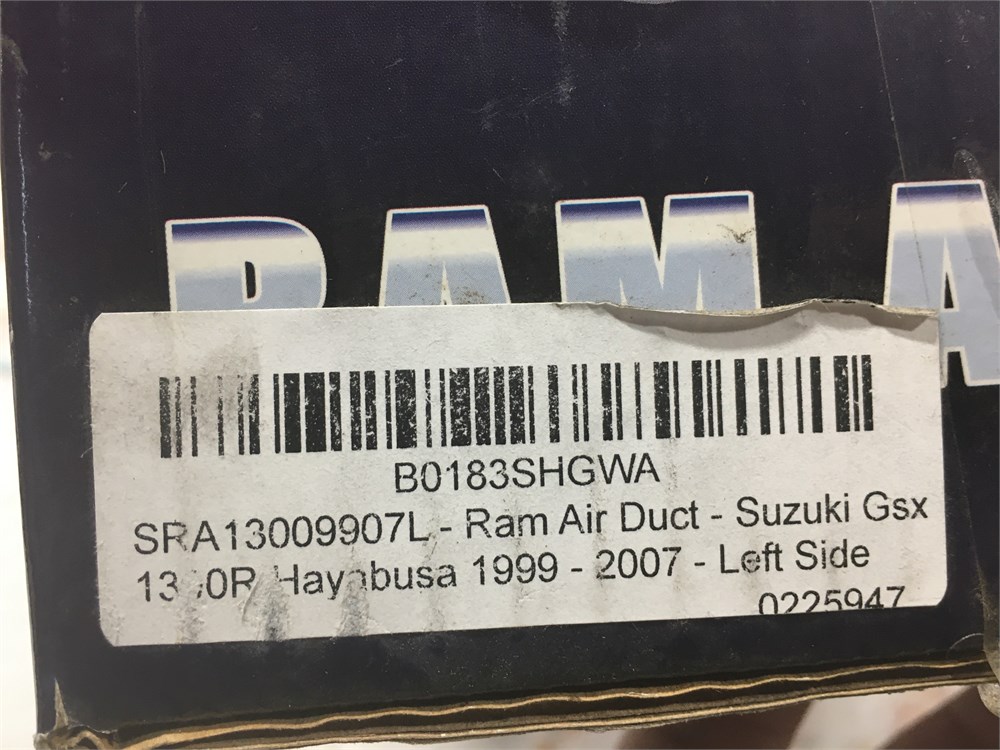 RAM A
B0183SHGWA
SRA13009907L - Ram Air Duct - Suzuki Gsx
Hayabusa 1999 - 2007 - Left Side
0225947